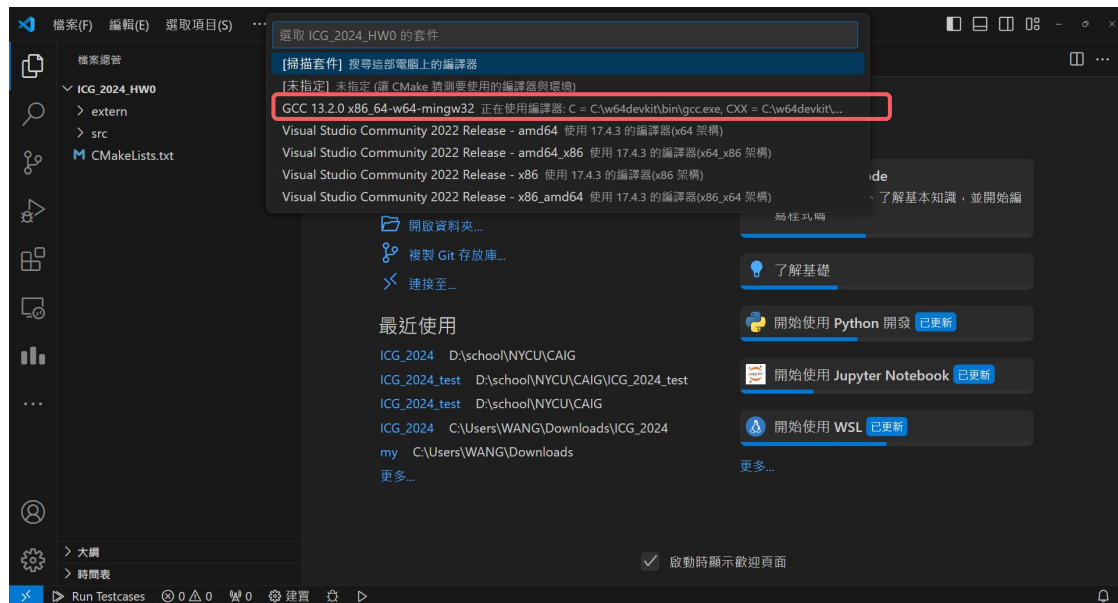 檔案(F) 編輯(E) 選取項目(S) ...
選取 ICG_2024_HW0 的套件
[掃描套件] 搜尋這部電腦上的編譯器
[未指定] 未指定 (讓 CMake 猜測要使用的編譯器與環境)
GCC 13.2.0 x86_64-w64-mingw32 正在使用編譯器: C = C:\w64devkit\bin\gcc.exe, CXX = C:\w64devkit\...
Visual Studio Community 2022 Release - amd64 使用 17.4.3 的編譯器(x64 架構)
Visual Studio Community 2022 Release - amd64_x86 使用 17.4.3 的編譯器(x64_x86 架構)
Visual Studio Community 2022 Release - x86 使用 17.4.3 的編譯器(x86 架構)
Visual Studio Community 2022 Release - x86_amd64 使用 17.4.3 的編譯器(x86_x64 架構)
檔案總管
ICG_2024_HW0
extern
src
CMakeLists.txt
開啟資料夾...
複製 Git 存放庫...
連接至...
最近使用
ICG_2024 D:\school\NYCU\CAIG
ICG_2024_test D:\school\NYCU\CAIG\ICG_2024_test
ICG_2024_test D:\school\NYCU\CAIG
ICG_2024 C:\Users\WANG\Downloads\ICG_2024
my C:\Users\WANG\Downloads
更多...
de
、了解基本知識，並開始編
寫程式碼
了解基礎
開始使用 Python 開發 已更新
開始使用 Jupyter Notebook 已更新
開始使用 WSL 已更新
更多...
啟動時顯示歡迎頁面
大綱
時間表
Run Testcases 0 0 0 建置